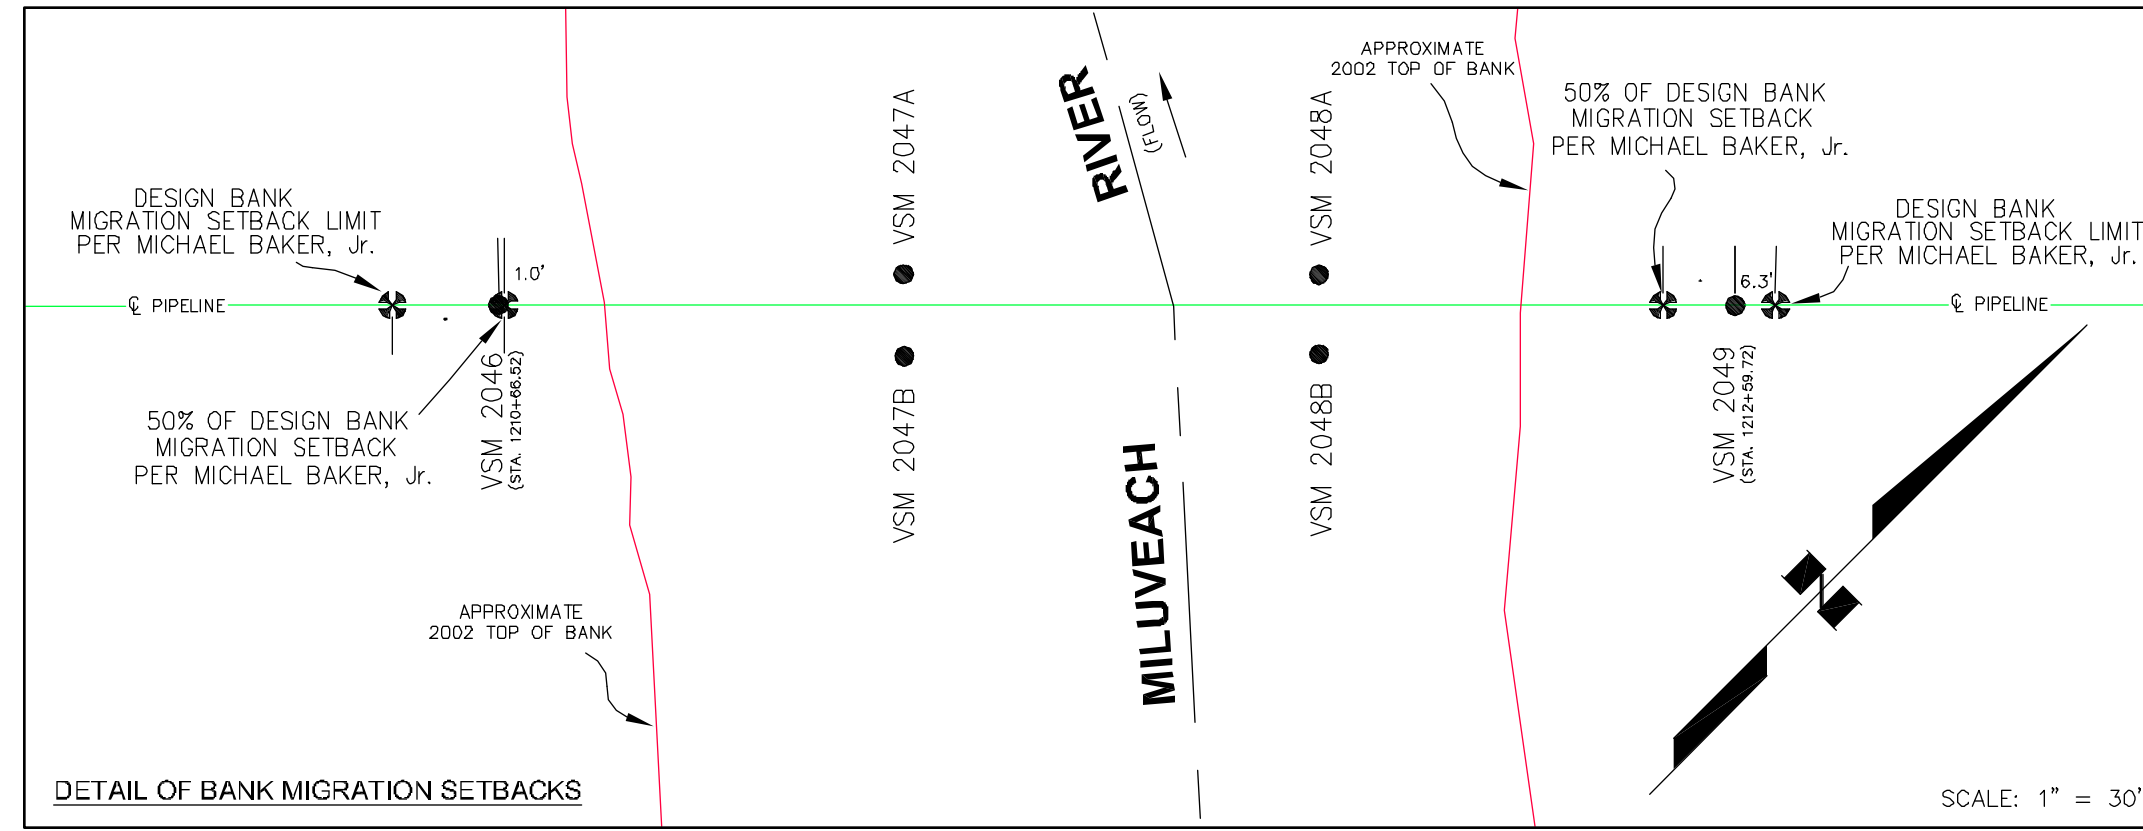 APPROXIMATE
2002 TOP OF BANK
50% OF DESIGN BANK
MIGRATION SETBACK
PER MICHAEL BAKER, Jr.
DESIGN BANK
MIGRATION SETBACK LIMIT
PER MICHAEL BAKER, Jr.
DESIGN BANK
MIGRATION SETBACK LIMIT
PER MICHAEL BAKER, Jr.
VSM 2047A
RIVER
(FLOW)
VSM 2048A
1.0'
6.3'
℄ PIPELINE
℄ PIPELINE
VSM 2046
(STA. 1210+66.52)
50% OF DESIGN BANK
MIGRATION SETBACK
PER MICHAEL BAKER, Jr.
VSM 2047B
MILUVEACH
VSM 2048B
VSM 2049
(STA. 1212+59.72)
N
APPROXIMATE
2002 TOP OF BANK
DETAIL OF BANK MIGRATION SETBACKS
SCALE: 1" = 30'